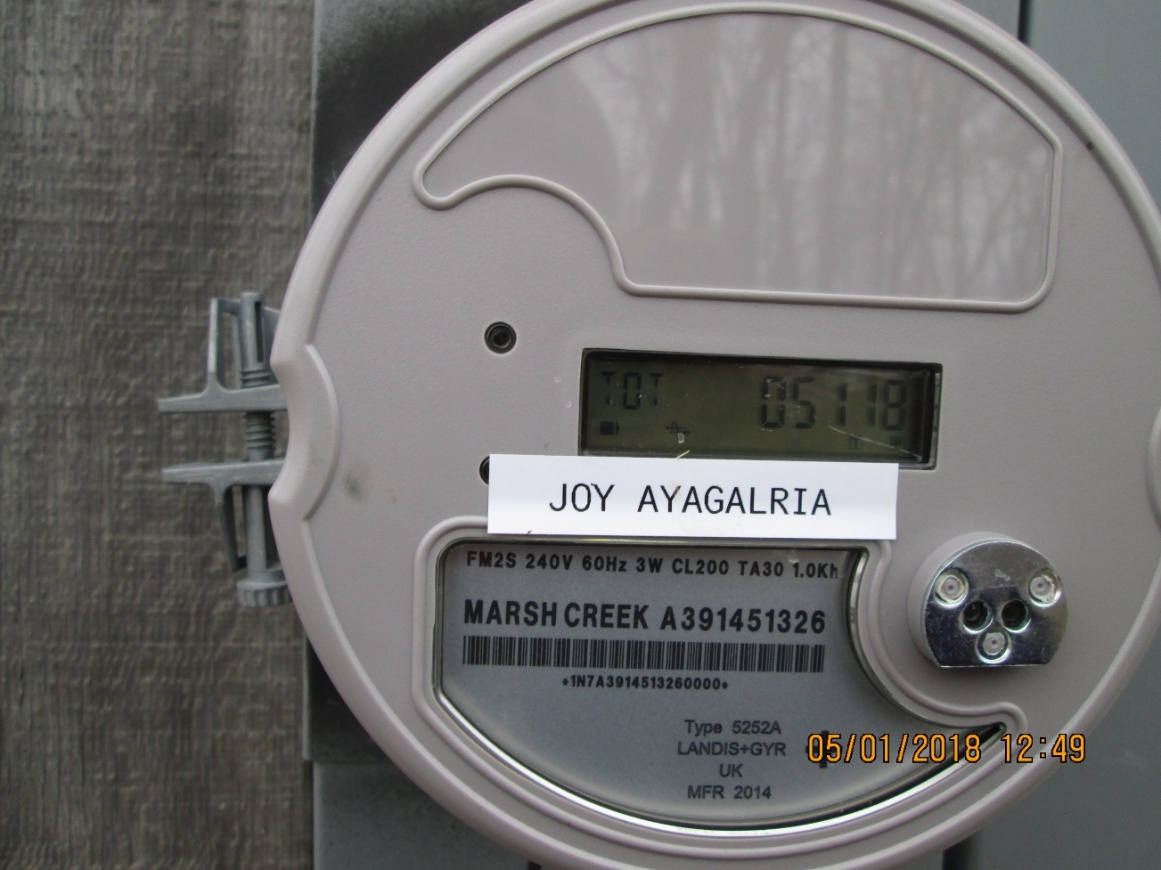 TOT 05118
JOY AYAGALRIA
FM2S 240V 60Hz 3W CL200 TA30 1.0Kh
MARSH CREEK A391451326
*1N7A3914513260000*
Type 5252A
LANDIS+GYR
UK
MFR 2014
05/01/2018 12:49